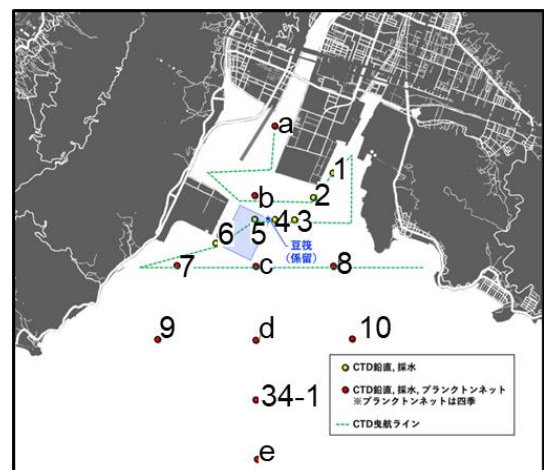 a
1
b
2
5 4 3
豆筏
(係留)
6
7
c
8
9
d
10
34-1
e
CTD鉛直, 採水
CTD鉛直, 採水, プランクトンネット
※プランクトンネットは四季
CTD曳航ライン